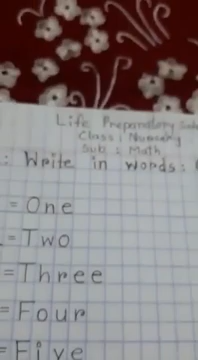 Life Preparatory
Class : Nursery
Sub : Math
: Write in words :
= One
= Two
= Three
= Four
= Five